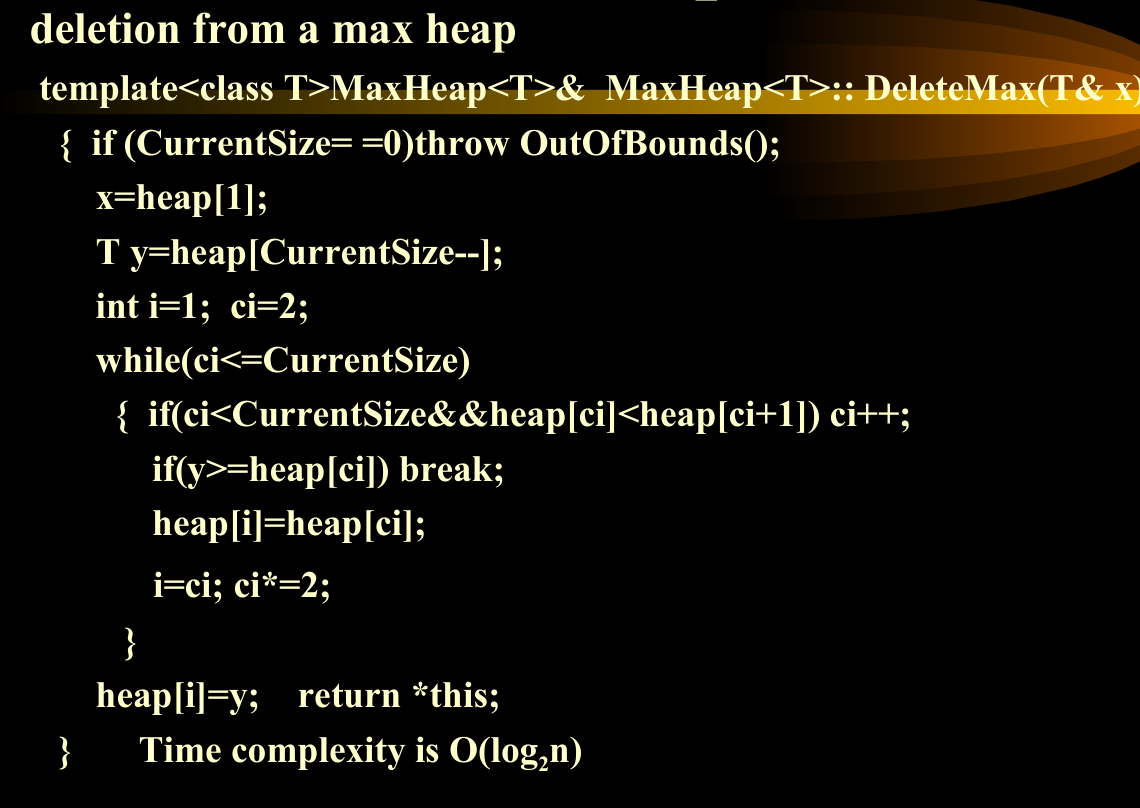 deletion from a max heap
template<class T>MaxHeap<T>& MaxHeap<T>:: DeleteMax(T& x)
{ if (CurrentSize= =0)throw OutOfBounds();
x=heap[1];
T y=heap[CurrentSize--];
int i=1; ci=2;
while(ci<=CurrentSize)
{ if(ci<CurrentSize&&heap[ci]<heap[ci+1]) ci++;
if(y>=heap[ci]) break;
heap[i]=heap[ci];
i=ci; ci*=2;
}
heap[i]=y; return *this;
} Time complexity is O(log₂n)